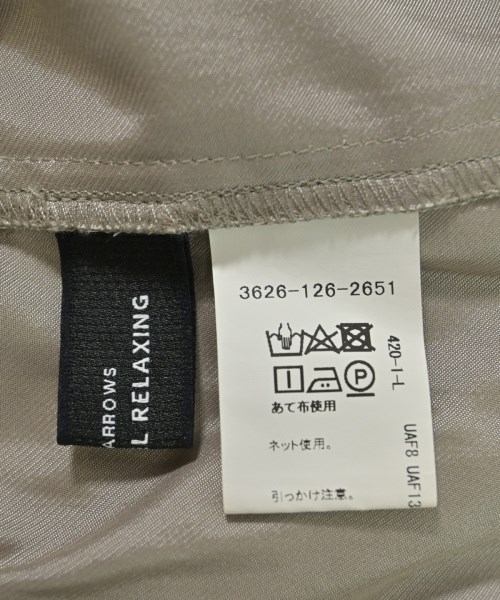 ARROWS
L RELAXING
3626-126-2651
420-I-L
P
あて布使用
ネット使用。
引っかけ注意。
UAF8 UAF13